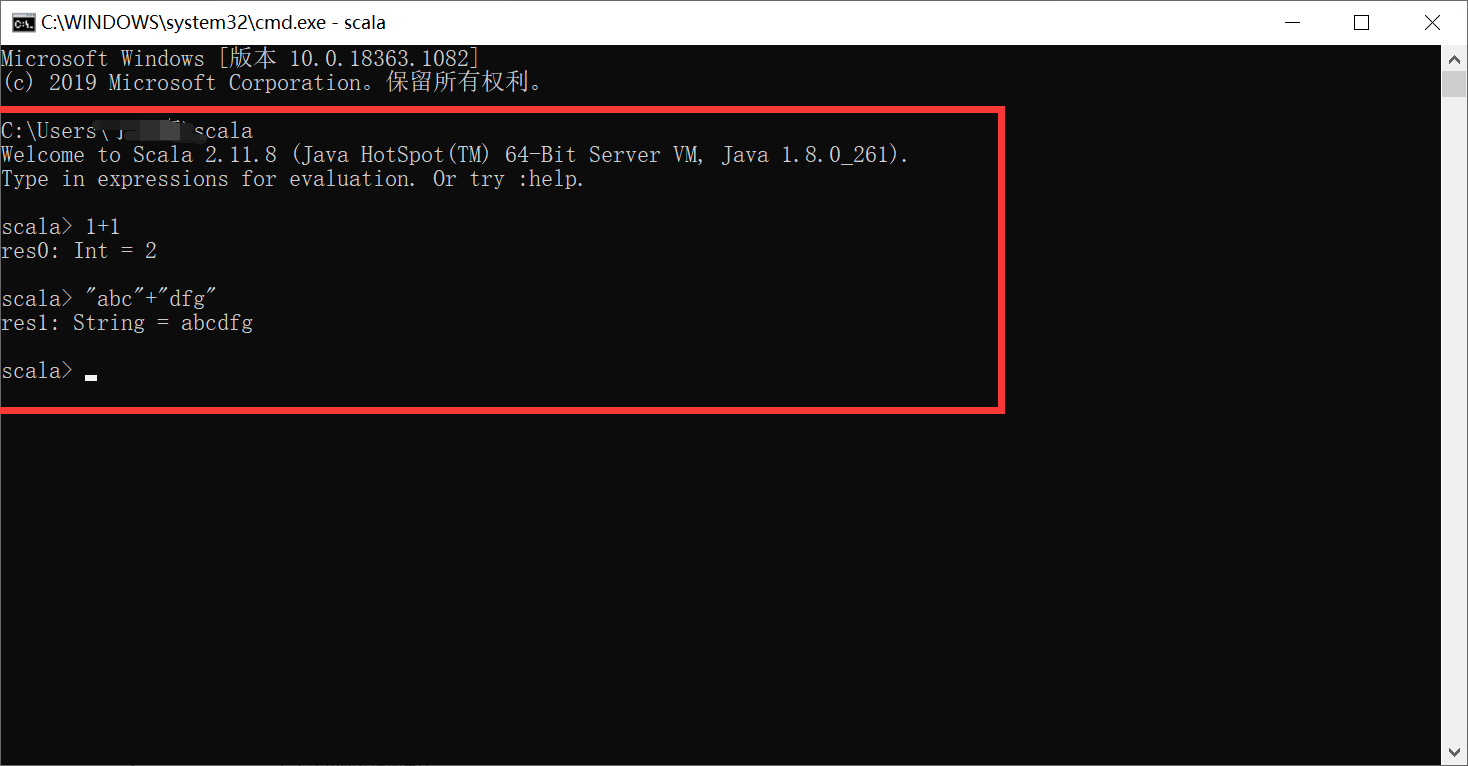 C:\WINDOWS\system32\cmd.exe - scala
Microsoft Windows [版本 10.0.18363.1082]
(c) 2019 Microsoft Corporation。保留所有权利。
C:\Users\ scala
Welcome to Scala 2.11.8 (Java HotSpot(TM) 64-Bit Server VM, Java 1.8.0_261).
Type in expressions for evaluation. Or try :help.
scala> 1+1
res0: Int = 2
scala> "abc"+"dfg"
res1: String = abcdfg
scala>